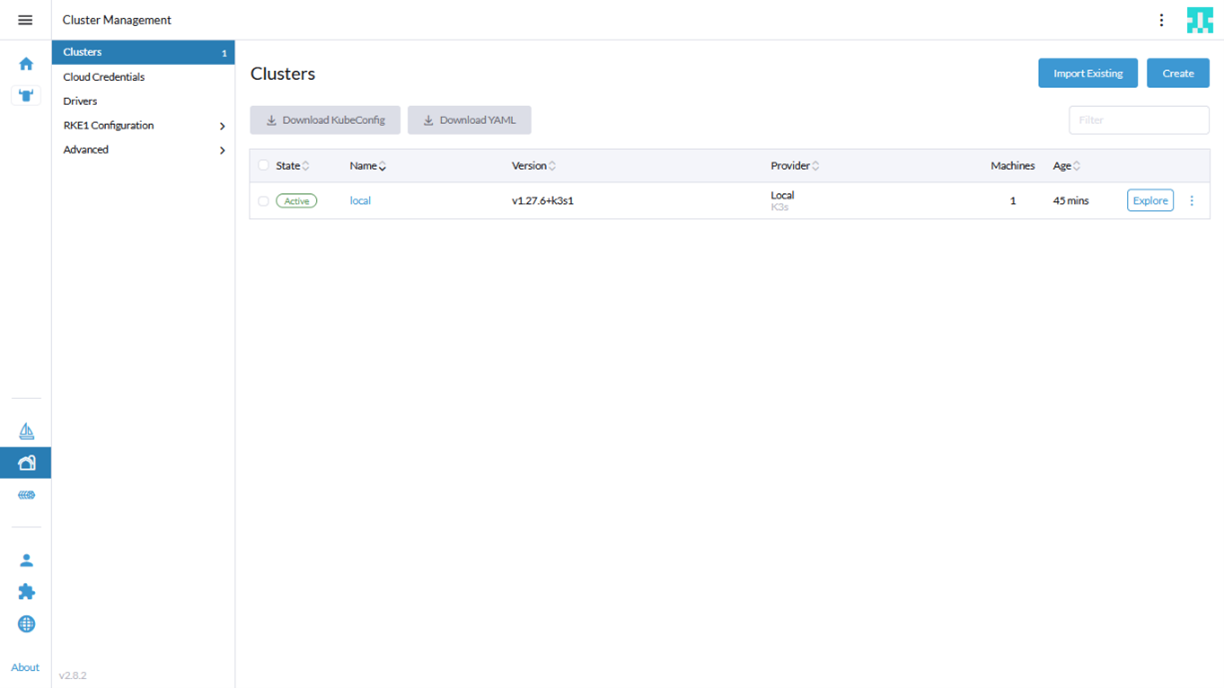 Cluster Management
Clusters 1
Cloud Credentials
Drivers
RKE1 Configuration
Advanced
Clusters
Import Existing
Create
Download KubeConfig
Download YAML
Filter
State Name Version Provider Machines Age
Active local v1.27.6+k3s1 Local 1 45 mins Explore
K3s
About
v2.8.2